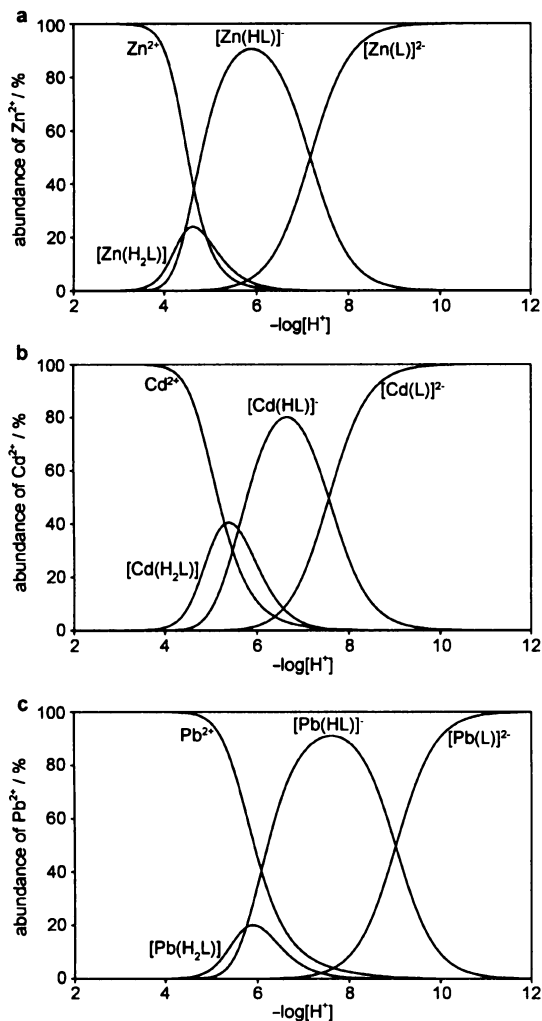 a
abundance of Zn²⁺ / %
100
80
60
40
20
0
Zn²⁺
[Zn(HL)]⁻
[Zn(L)]²⁻
[Zn(H₂L)]
2 4 6 8 10 12
–log[H⁺]
b
abundance of Cd²⁺ / %
100
80
60
40
20
0
Cd²⁺
[Cd(HL)]⁻
[Cd(L)]²⁻
[Cd(H₂L)]
2 4 6 8 10 12
–log[H⁺]
c
abundance of Pb²⁺ / %
100
80
60
40
20
0
Pb²⁺
[Pb(HL)]⁻
[Pb(L)]²⁻
[Pb(H₂L)]
2 4 6 8 10 12
–log[H⁺]